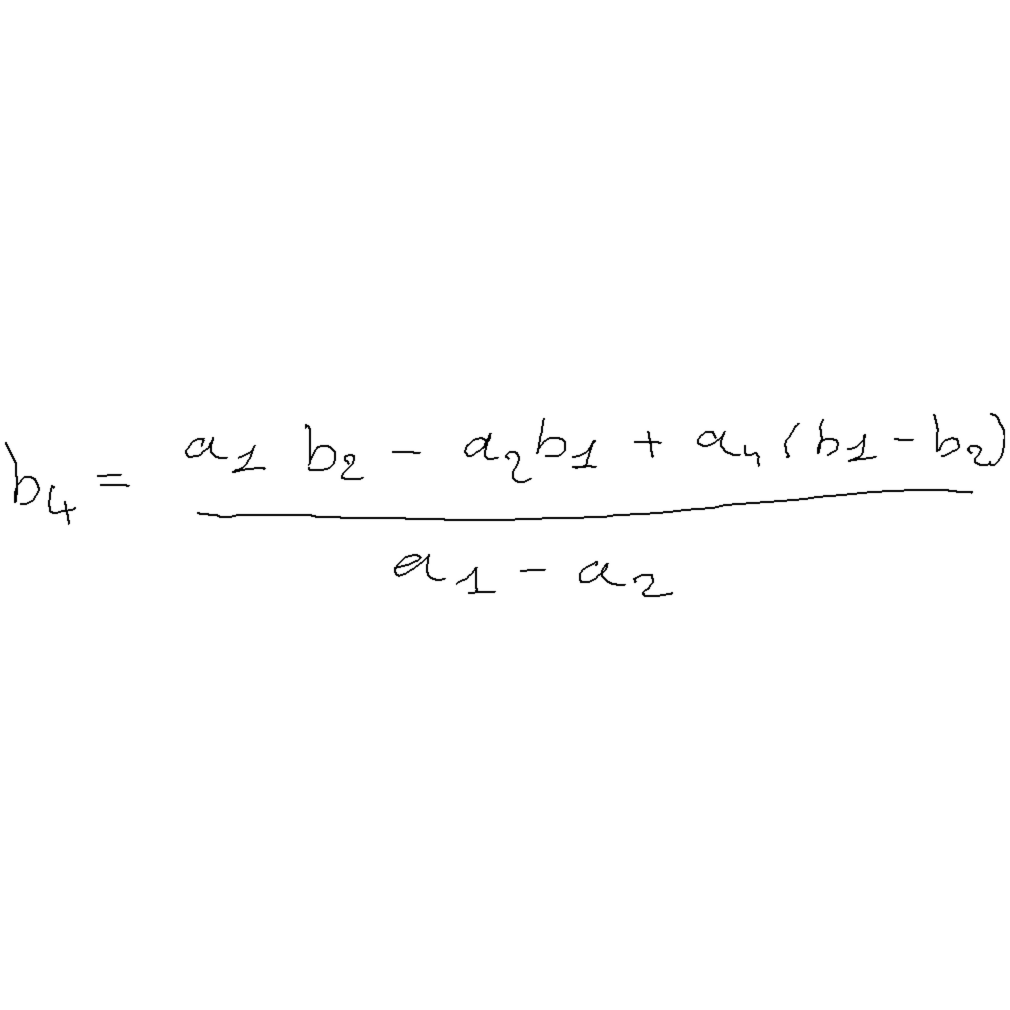 b₄ = (a₁ b₂ - a₂b₁ + a₄(b₁ - b₂)) / (a₁ - a₂)